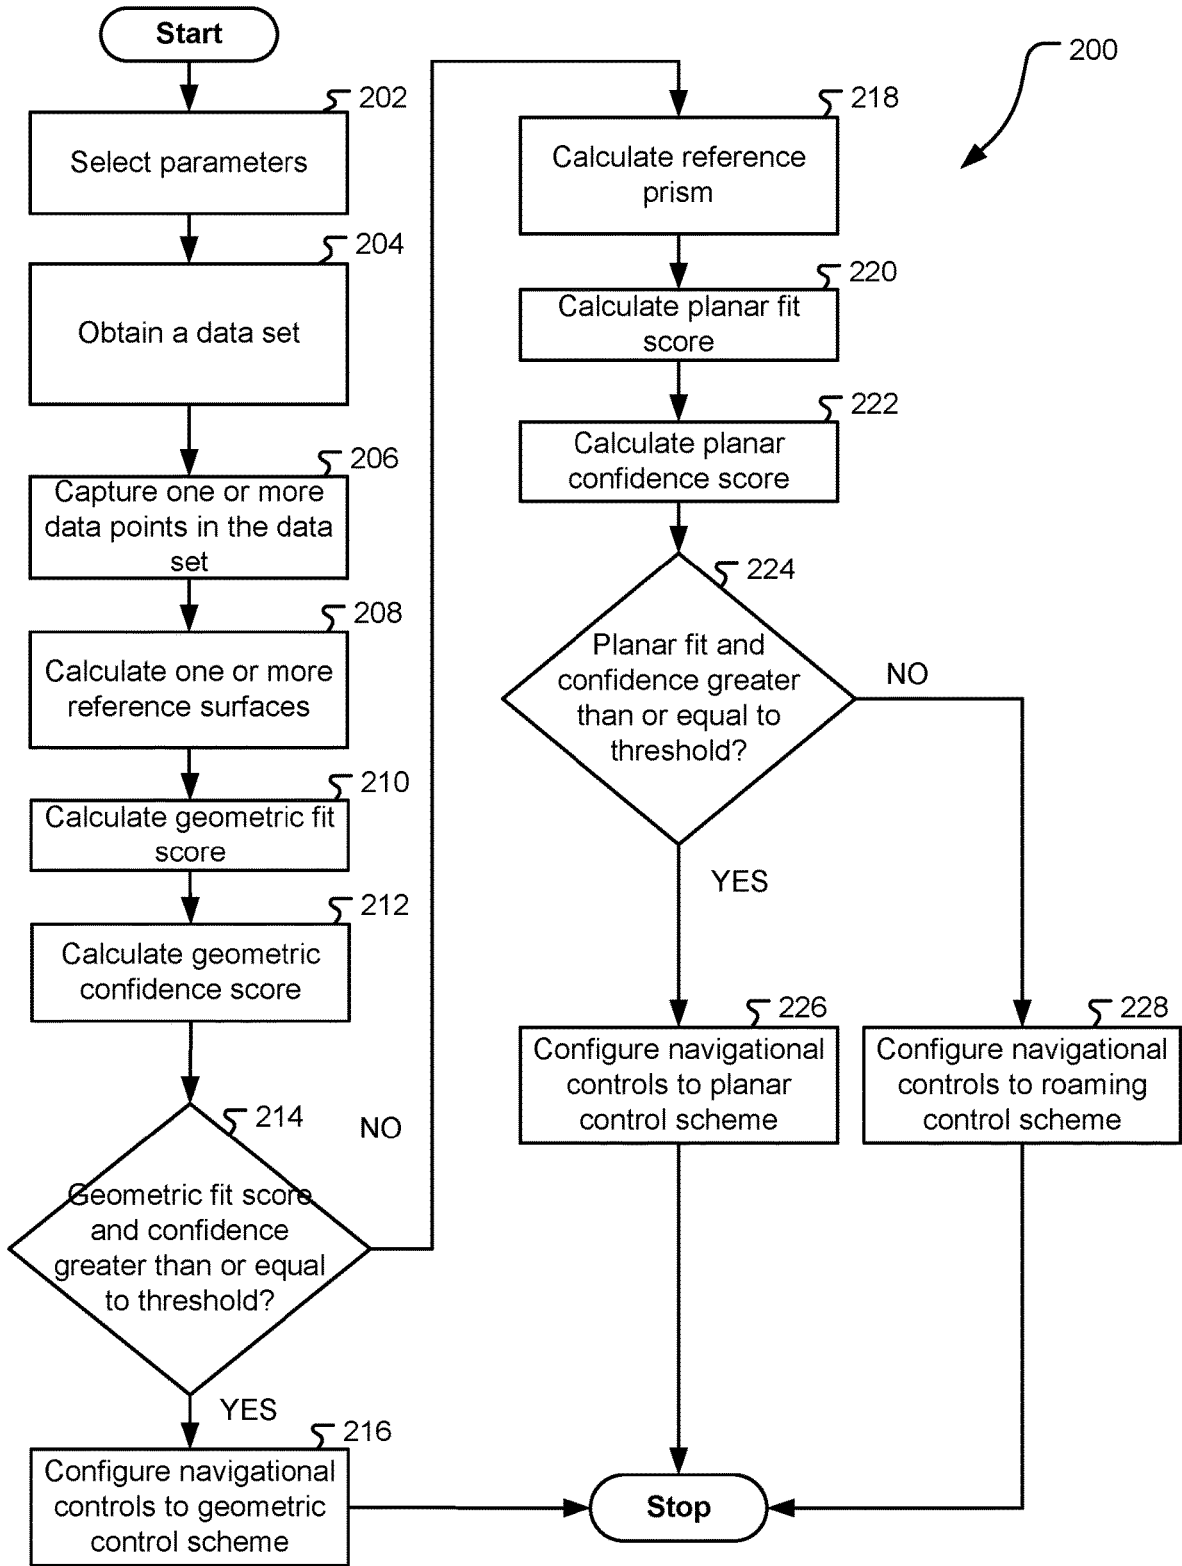 Start
200
202
Select parameters
204
Obtain a data set
206
Capture one or more
data points in the data
set
208
Calculate one or more
reference surfaces
210
Calculate geometric fit
score
212
Calculate geometric
confidence score
214
NO
Geometric fit score
and confidence
greater than or equal
to threshold?
YES
216
Configure navigational
controls to geometric
control scheme
218
Calculate reference
prism
220
Calculate planar fit
score
222
Calculate planar
confidence score
224
Planar fit and
confidence greater
than or equal to
threshold?
NO
YES
226
Configure navigational
controls to planar
control scheme
228
Configure navigational
controls to roaming
control scheme
Stop